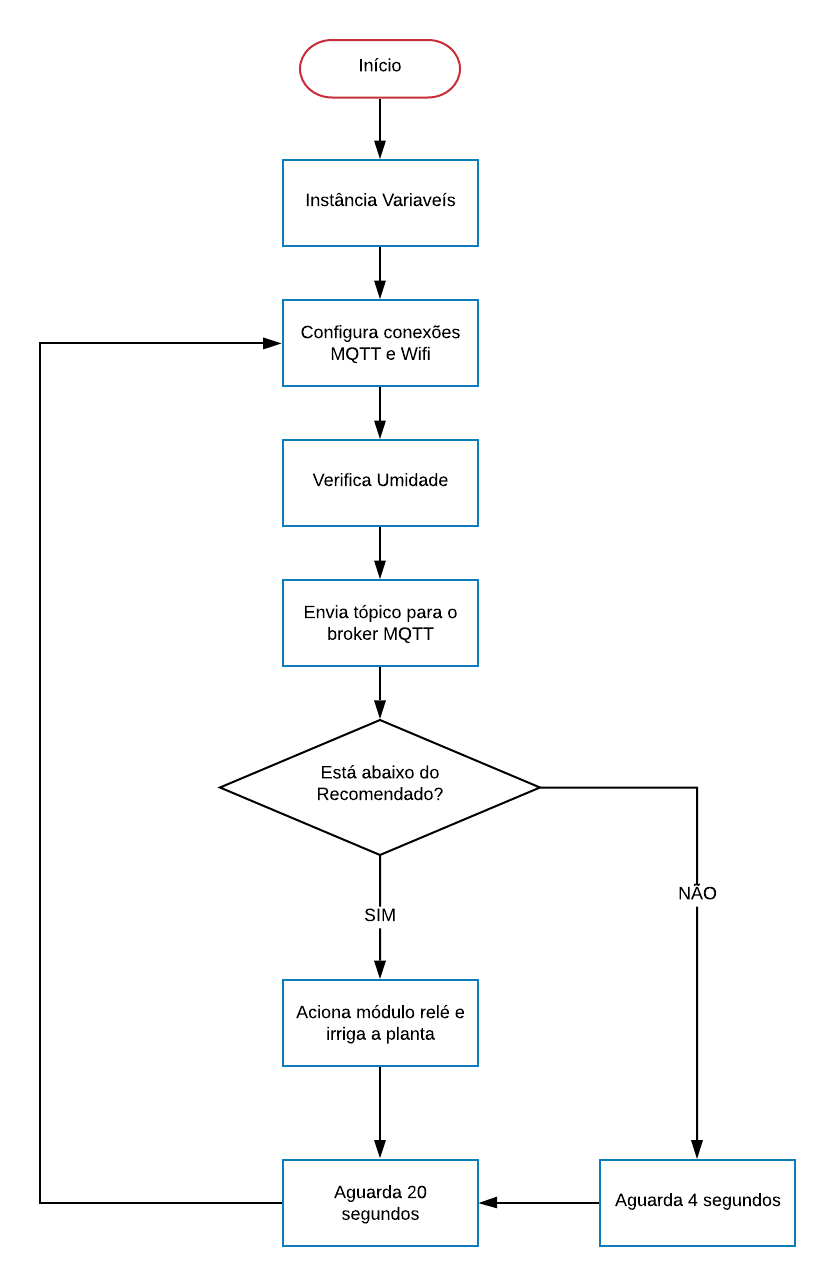 Início
Instância Variaveís
Configura conexões
MQTT e Wifi
Verifica Umidade
Envia tópico para o
broker MQTT
Está abaixo do
Recomendado?
NÃO
SIM
Aciona módulo relé e
irriga a planta
Aguarda 20
segundos
Aguarda 4 segundos